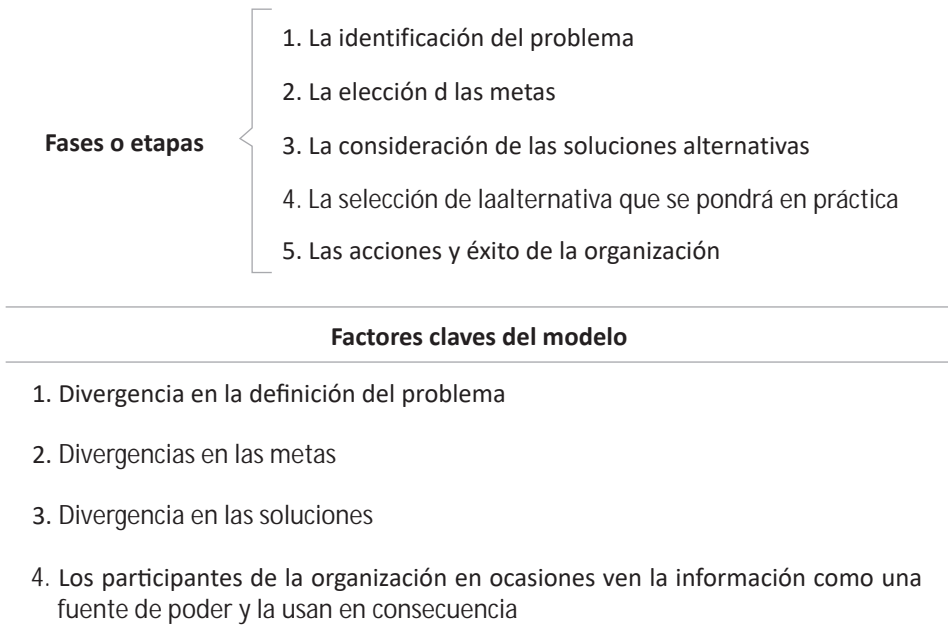 1. La identificación del problema
2. La elección d las metas
Fases o etapas
3. La consideración de las soluciones alternativas
4. La selección de laalternativa que se pondrá en práctica
5. Las acciones y éxito de la organización
Factores claves del modelo
1. Divergencia en la definición del problema
2. Divergencias en las metas
3. Divergencia en las soluciones
4. Los participantes de la organización en ocasiones ven la información como una
fuente de poder y la usan en consecuencia